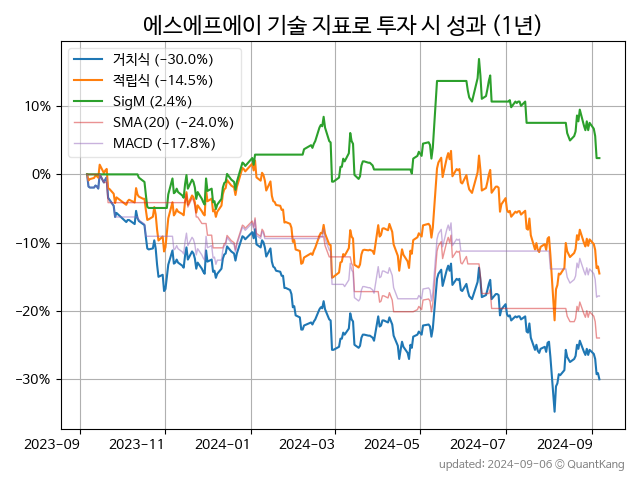 에스에프에이 기술 지표로 투자 시 성과 (1년)
거치식 (−30.0%)
적립식 (−14.5%)
SigM (2.4%)
SMA(20) (−24.0%)
MACD (−17.8%)
10%
0%
−10%
−20%
−30%
2023−09 2023−11 2024−01 2024−03 2024−05 2024−07 2024−09
updated: 2024−09−06 © QuantKang